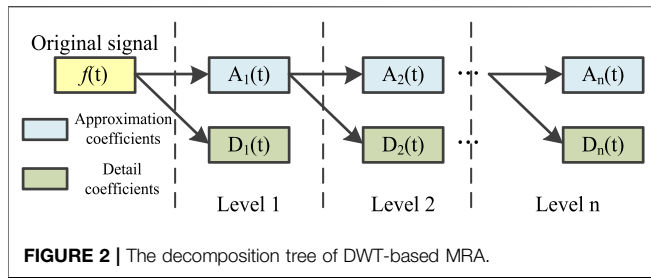 Original signal
f(t)
A₁(t)
A₂(t)
...
Aₙ(t)
Approximation
coefficients
Detail
coefficients
D₁(t)
D₂(t)
...
Dₙ(t)
Level 1
Level 2
Level n
FIGURE 2 | The decomposition tree of DWT-based MRA.